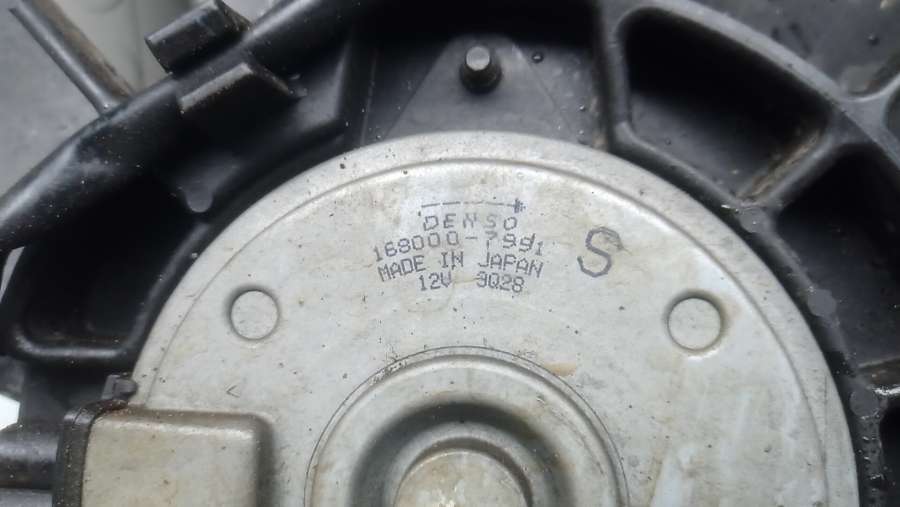 DENSO
168000-7991
MADE IN JAPAN
12V 3Q28
S